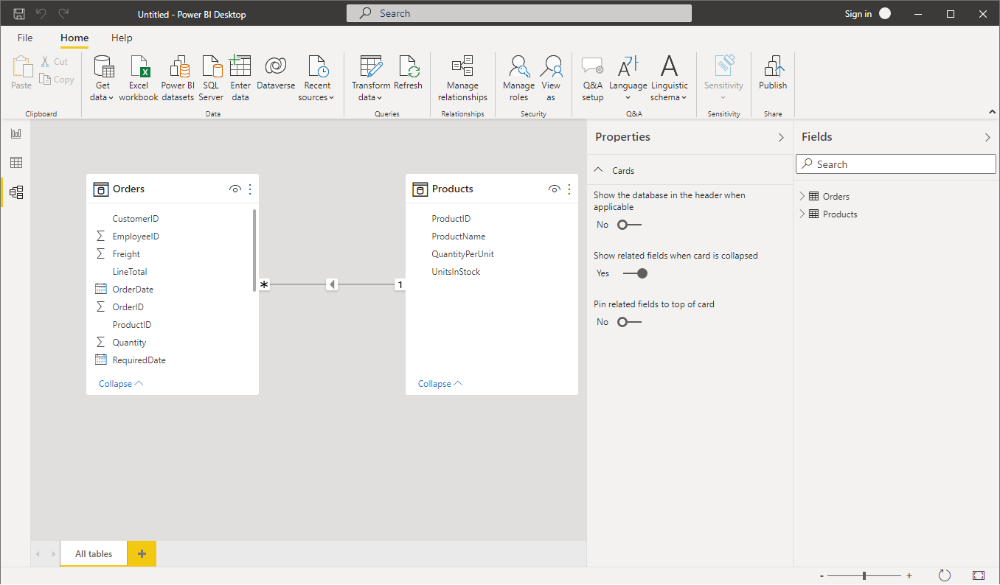 Untitled - Power BI Desktop
Search
Sign in
File
Home
Help
Paste
Cut
Copy
Get data
Excel workbook
Power BI datasets
SQL Server
Enter data
Dataverse
Recent sources
Transform data
Refresh
Manage relationships
Manage roles
View as
Q&A setup
Language
Linguistic schema
Sensitivity
Publish
Clipboard
Data
Queries
Relationships
Security
Q&A
Sensitivity
Share
Orders
CustomerID
EmployeeID
Freight
LineTotal
OrderDate
OrderID
ProductID
Quantity
RequiredDate
Collapse
*
1
Products
ProductID
ProductName
QuantityPerUnit
UnitsInStock
Collapse
Properties
Cards
Show the database in the header when
applicable
No
Show related fields when card is collapsed
Yes
Pin related fields to top of card
No
Fields
Search
Orders
Products
All tables
+
- +